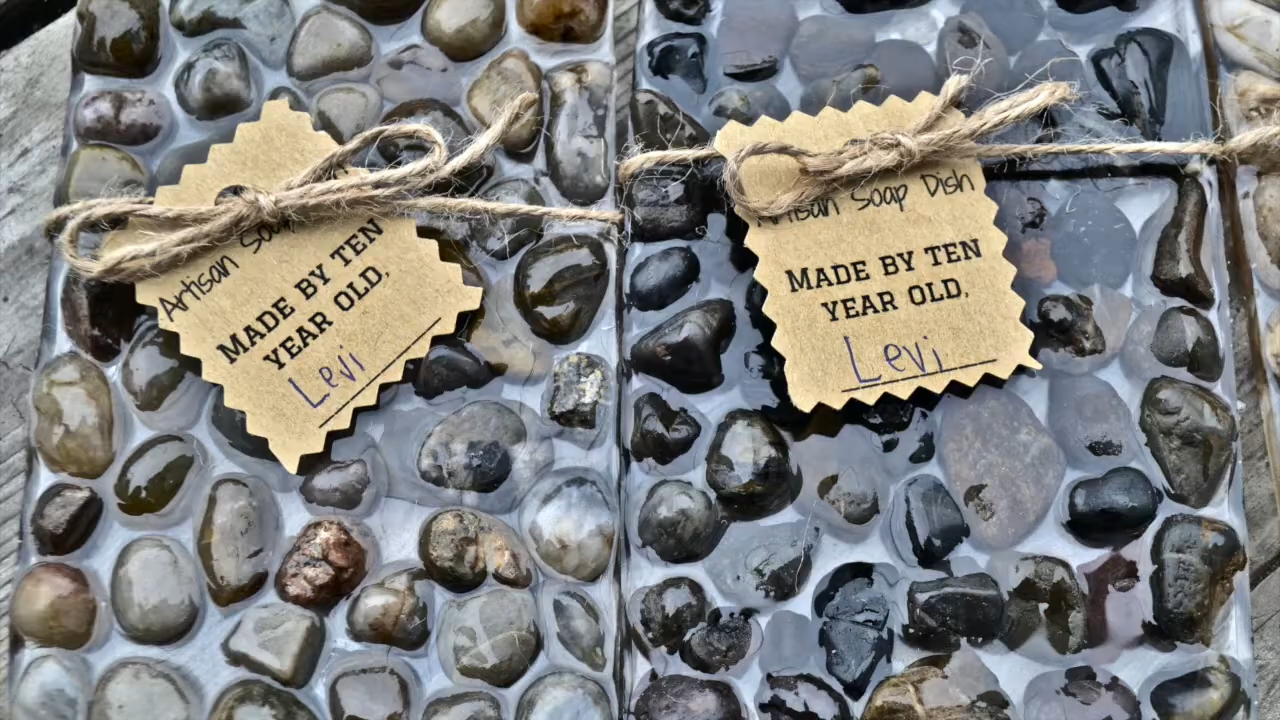 Artisan Soap
MADE BY TEN
YEAR OLD,
Levi
Artisan Soap Dish
MADE BY TEN
YEAR OLD,
Levi